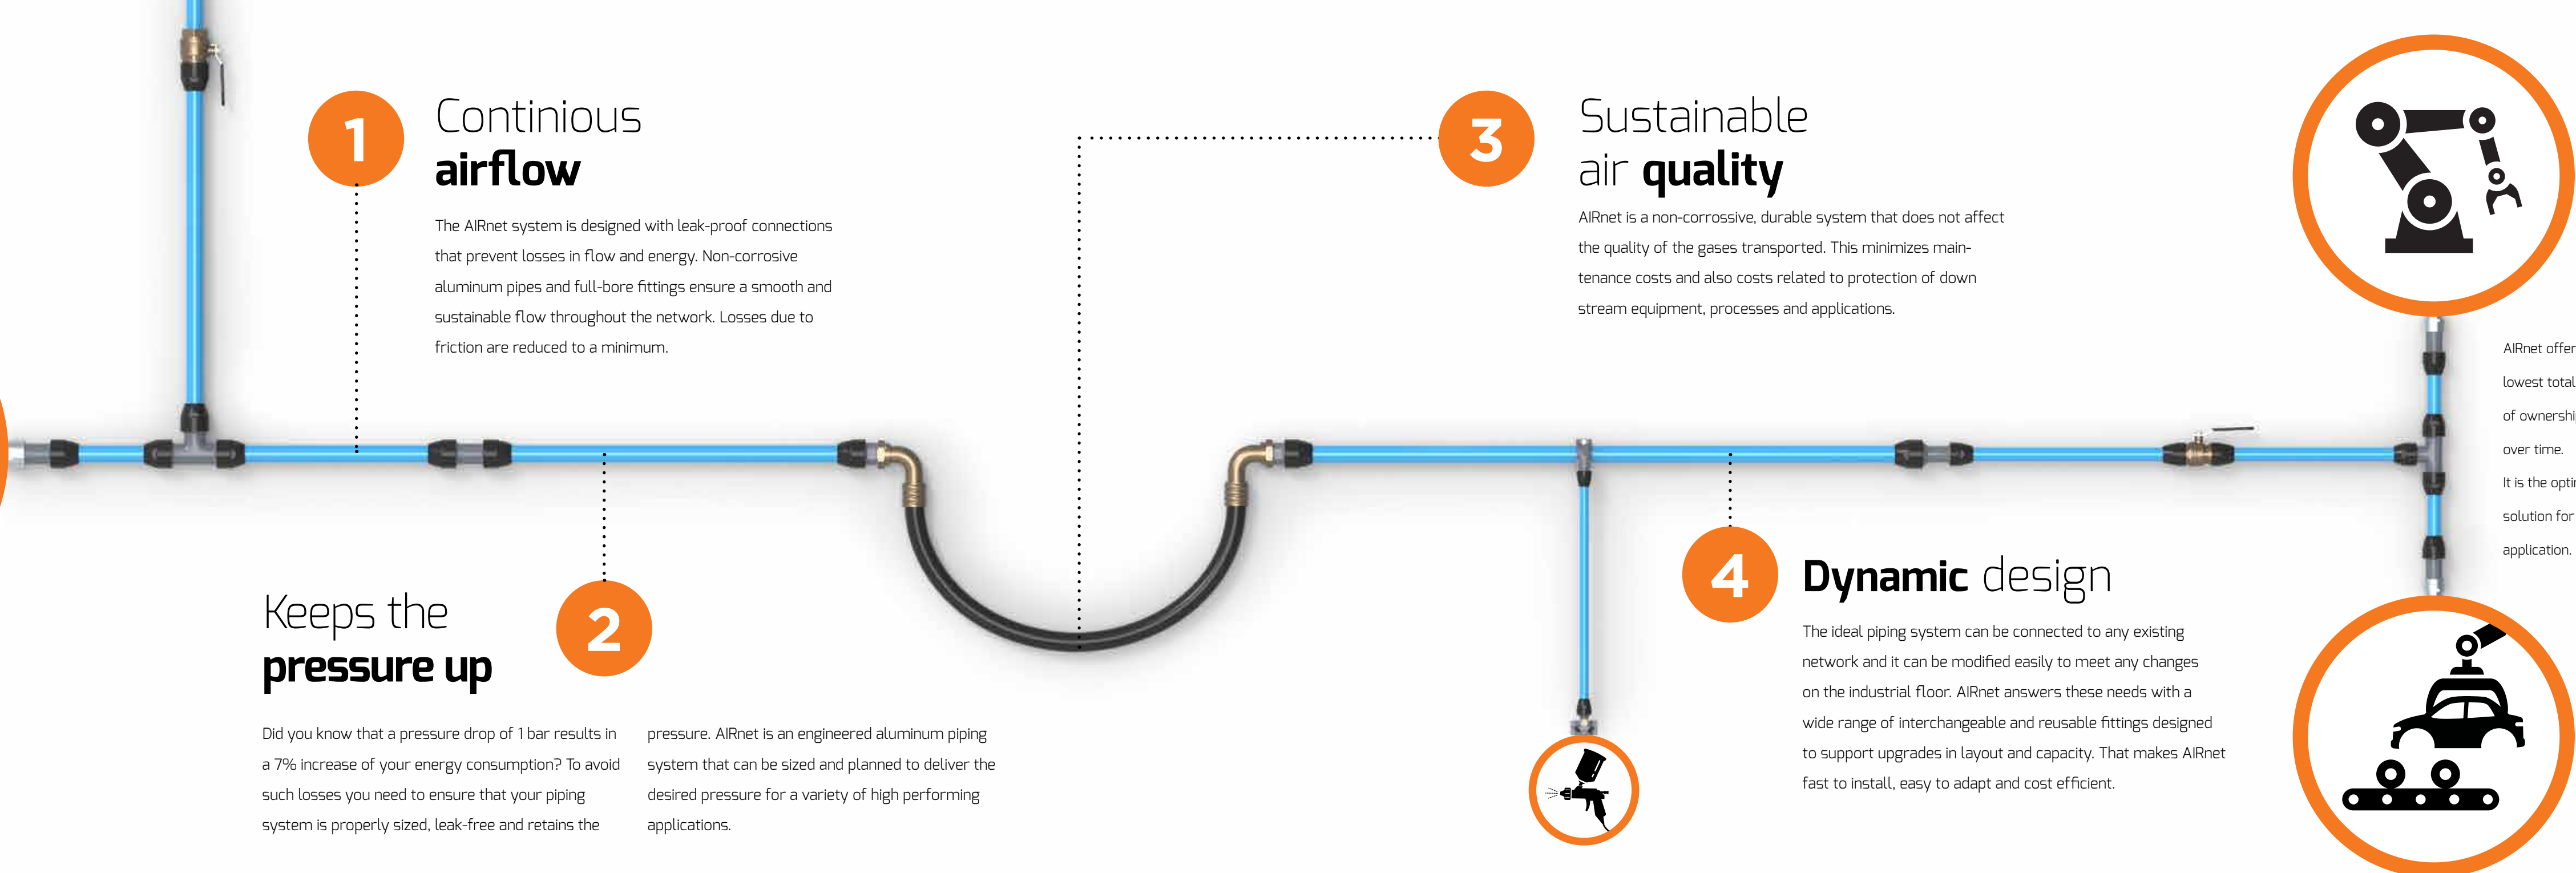 1
Continious
airflow
The AIRnet system is designed with leak-proof connections
that prevent losses in flow and energy. Non-corrosive
aluminum pipes and full-bore fittings ensure a smooth and
sustainable flow throughout the network. Losses due to
friction are reduced to a minimum.
Keeps the
pressure up
2
Did you know that a pressure drop of 1 bar results in
a 7% increase of your energy consumption? To avoid
such losses you need to ensure that your piping
system is properly sized, leak-free and retains the
pressure. AIRnet is an engineered aluminum piping
system that can be sized and planned to deliver the
desired pressure for a variety of high performing
applications.
3
Sustainable
air quality
AIRnet is a non-corrossive, durable system that does not affect
the quality of the gases transported. This minimizes main-
tenance costs and also costs related to protection of down
stream equipment, processes and applications.
4
Dynamic design
The ideal piping system can be connected to any existing
network and it can be modified easily to meet any changes
on the industrial floor. AIRnet answers these needs with a
wide range of interchangeable and reusable fittings designed
to support upgrades in layout and capacity. That makes AIRnet
fast to install, easy to adapt and cost efficient.
AIRnet
lowest total
of
over time.
It is the
solution for
application.